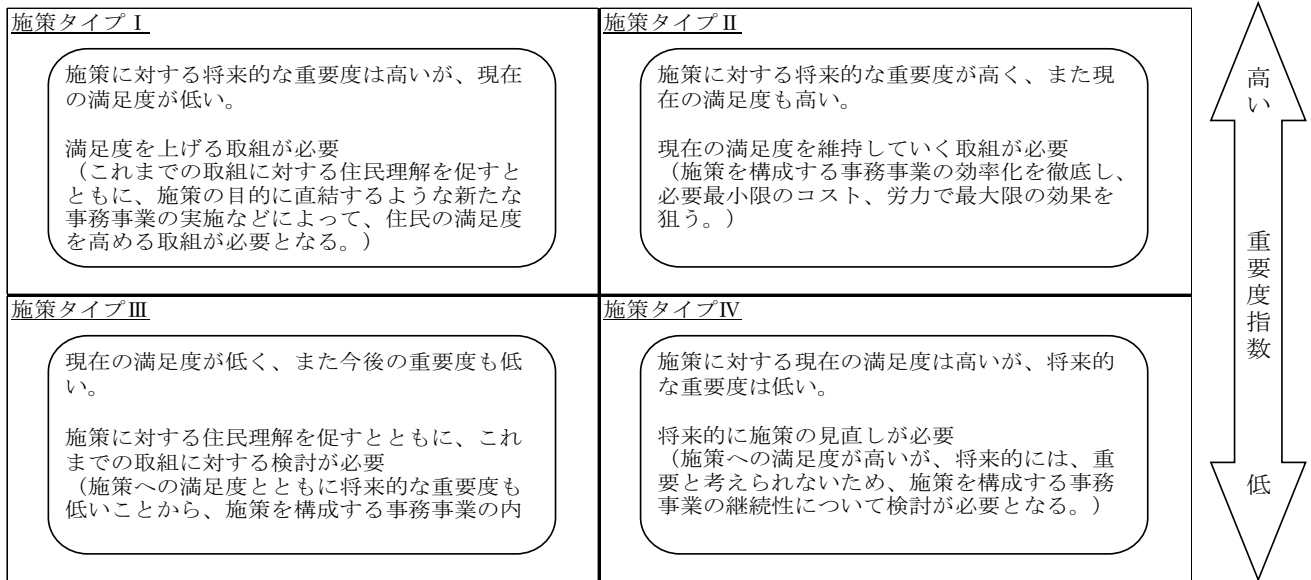 施策タイプⅠ
施策に対する将来的な重要度は高いが、現在
の満足度が低い。
満足度を上げる取組が必要
（これまでの取組に対する住民理解を促すと
ともに、施策の目的に直結するような新たな
事務事業の実施などによって、住民の満足度
を高める取組が必要となる。）
施策タイプⅡ
施策に対する将来的な重要度が高く、また現
在の満足度も高い。
現在の満足度を維持していく取組が必要
（施策を構成する事務事業の効率化を徹底し、
必要最小限のコスト、労力で最大限の効果を
狙う。）
施策タイプⅢ
現在の満足度が低く、また今後の重要度も低
い。
施策に対する住民理解を促すとともに、これ
までの取組に対する検討が必要
（施策への満足度とともに将来的な重要度も
低いことから、施策を構成する事務事業の内
施策タイプⅣ
施策に対する現在の満足度は高いが、将来的
な重要度は低い。
将来的に施策の見直しが必要
（施策への満足度が高いが、将来的には、重
要と考えられないため、施策を構成する事務
事業の継続性について検討が必要となる。）
高い
重要度指数
低